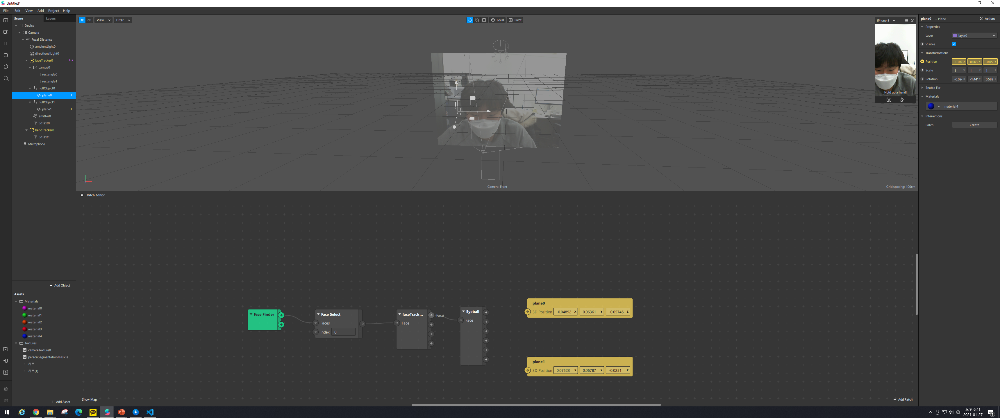 Untitled*
File Edit View Add Project Help
Scene Layers
Device
Camera
Focal Distance
ambientLight0
directionalLight0
faceTracker0
canvas0
rectangle0
rectangle1
nullObject0
plane0
nullObject1
plane1
emitter0
3dText0
handTracker0
3dText1
Microphone
+ Add Object
Assets
Materials
material0
material1
material2
material3
material4
Textures
cameraTexture0
personSegmentationMaskTe...
하트
하트(1)
+ Add Asset
3D 2D View Filter
Local Pivot
iPhone 8
Hold up a hand!
Camera: Front
Grid spacing: 100cm
Patch Editor
Face Finder
Face Select
Faces
Index 0
faceTrack...
Face
Face
Eyeball
Face
plane0
3D Position -0.04892 X 0.06361 Y -0.05746 Z
plane1
3D Position 0.07523 X 0.06787 Y -0.0251 Z
Show Map
+ Add Patch
plane0 – Plane Actions
Properties
Layer layer0
Visible
Transformations
Position -0.04 X 0.063 Y -0.05 Z
Scale 1 X 1 Y 1 Z
Rotation -0.02 X -1.44 Y 0.583 Z
Enable For
Materials
material4
Interactions
Patch Create
TALK
오후 6:41
2021-01-27
1